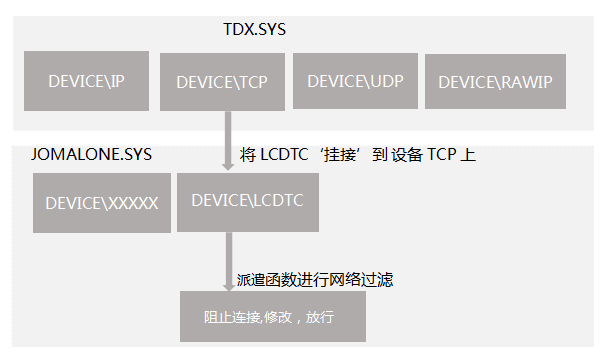 TDX.SYS
DEVICE\IP
DEVICE\TCP
DEVICE\UDP
DEVICE\RAWIP
JOMALONE.SYS
将 LCDTC‘挂接’到 设备 TCP 上
DEVICE\XXXXX
DEVICE\LCDTC
派遣函数进行网络过滤
阻止连接,修改，放行